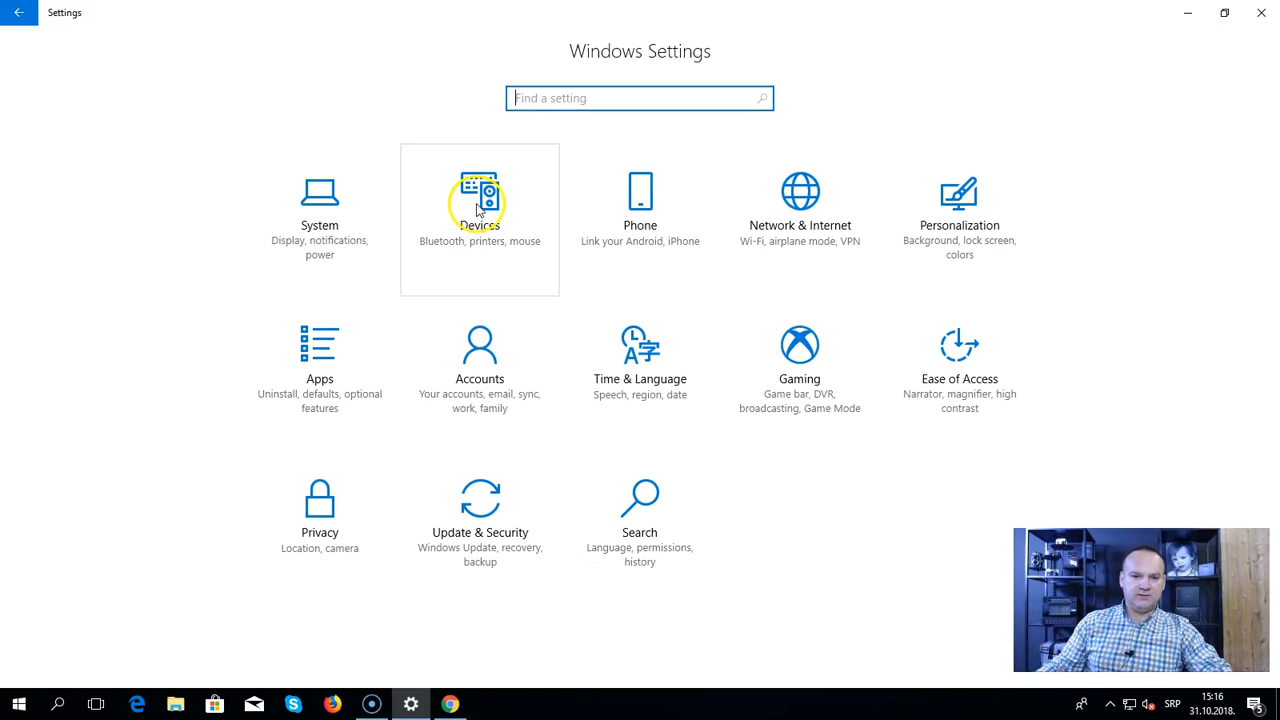 Settings
Windows Settings
Find a setting
System
Display, notifications,
power
Devices
Bluetooth, printers, mouse
Phone
Link your Android, iPhone
Network & Internet
Wi-Fi, airplane mode, VPN
Personalization
Background, lock screen,
colors
Apps
Uninstall, defaults, optional
features
Accounts
Your accounts, email, sync,
work, family
Time & Language
Speech, region, date
Gaming
Game bar, DVR,
broadcasting, Game Mode
Ease of Access
Narrator, magnifier, high
contrast
Privacy
Location, camera
Update & Security
Windows Update, recovery,
backup
Search
Language, permissions,
history
SRP
15:16
31.10.2018.
5